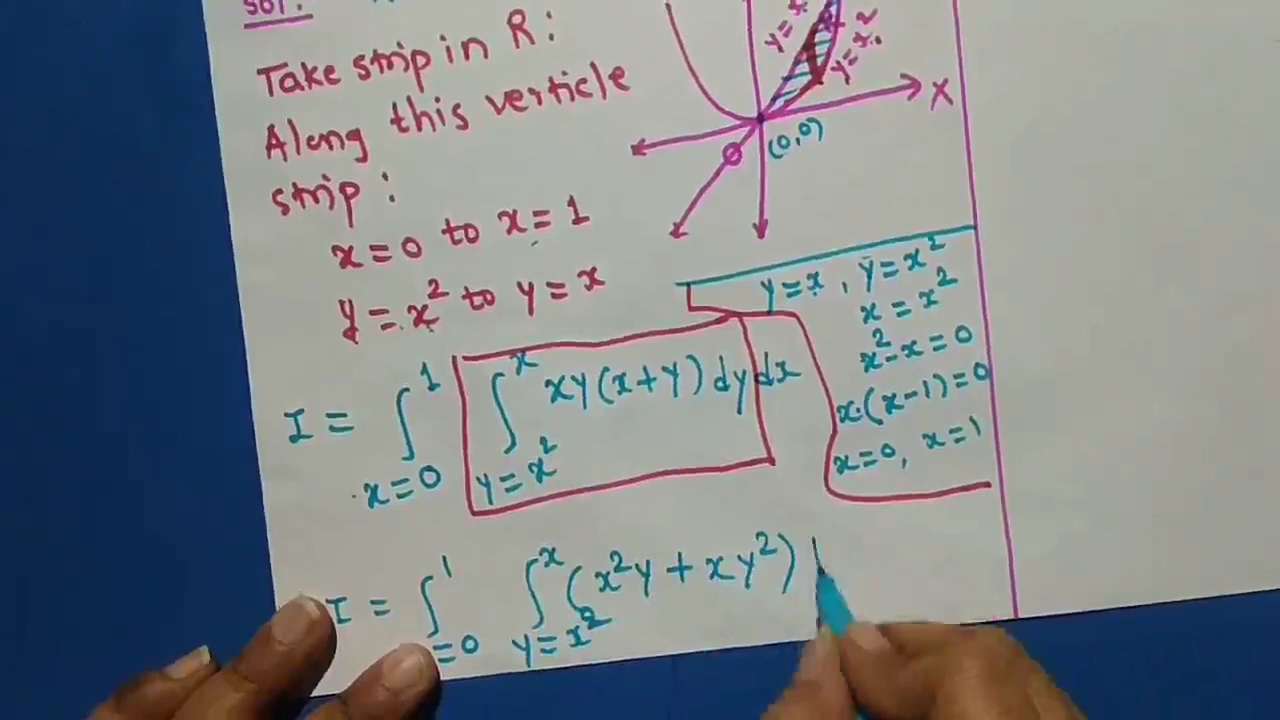 Sol:
Take strip in R:
Along this verticle
strip:
x=0 to x=1
y=x² to y=x
y=x
y=x²
X
(0,0)
y=x, y=x²
x=x²
x²-x=0
x.(x-1)=0
x=0, x=1
I = ∫_{x=0}^{1} ∫_{y=x²}^{x} xy(x+y) dy dx
I = ∫_{=0}^{1} ∫_{y=x²}^{x} (x²y + xy²)